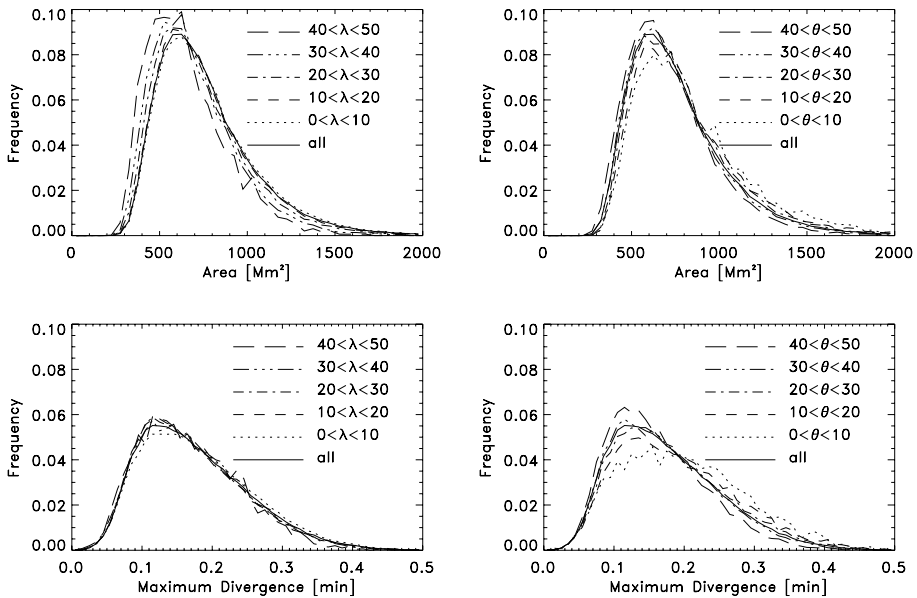 0.10
0.08
0.06
0.04
0.02
0.00
Frequency
40<λ<50
30<λ<40
20<λ<30
10<λ<20
0<λ<10
all
0 500 1000 1500 2000
Area [Mm²]
0.10
0.08
0.06
0.04
0.02
0.00
Frequency
40<θ<50
30<θ<40
20<θ<30
10<θ<20
0<θ<10
all
0 500 1000 1500 2000
Area [Mm²]
0.10
0.08
0.06
0.04
0.02
0.00
Frequency
40<λ<50
30<λ<40
20<λ<30
10<λ<20
0<λ<10
all
0.0 0.1 0.2 0.3 0.4 0.5
Maximum Divergence [min]
0.10
0.08
0.06
0.04
0.02
0.00
Frequency
40<θ<50
30<θ<40
20<θ<30
10<θ<20
0<θ<10
all
0.0 0.1 0.2 0.3 0.4 0.5
Maximum Divergence [min]